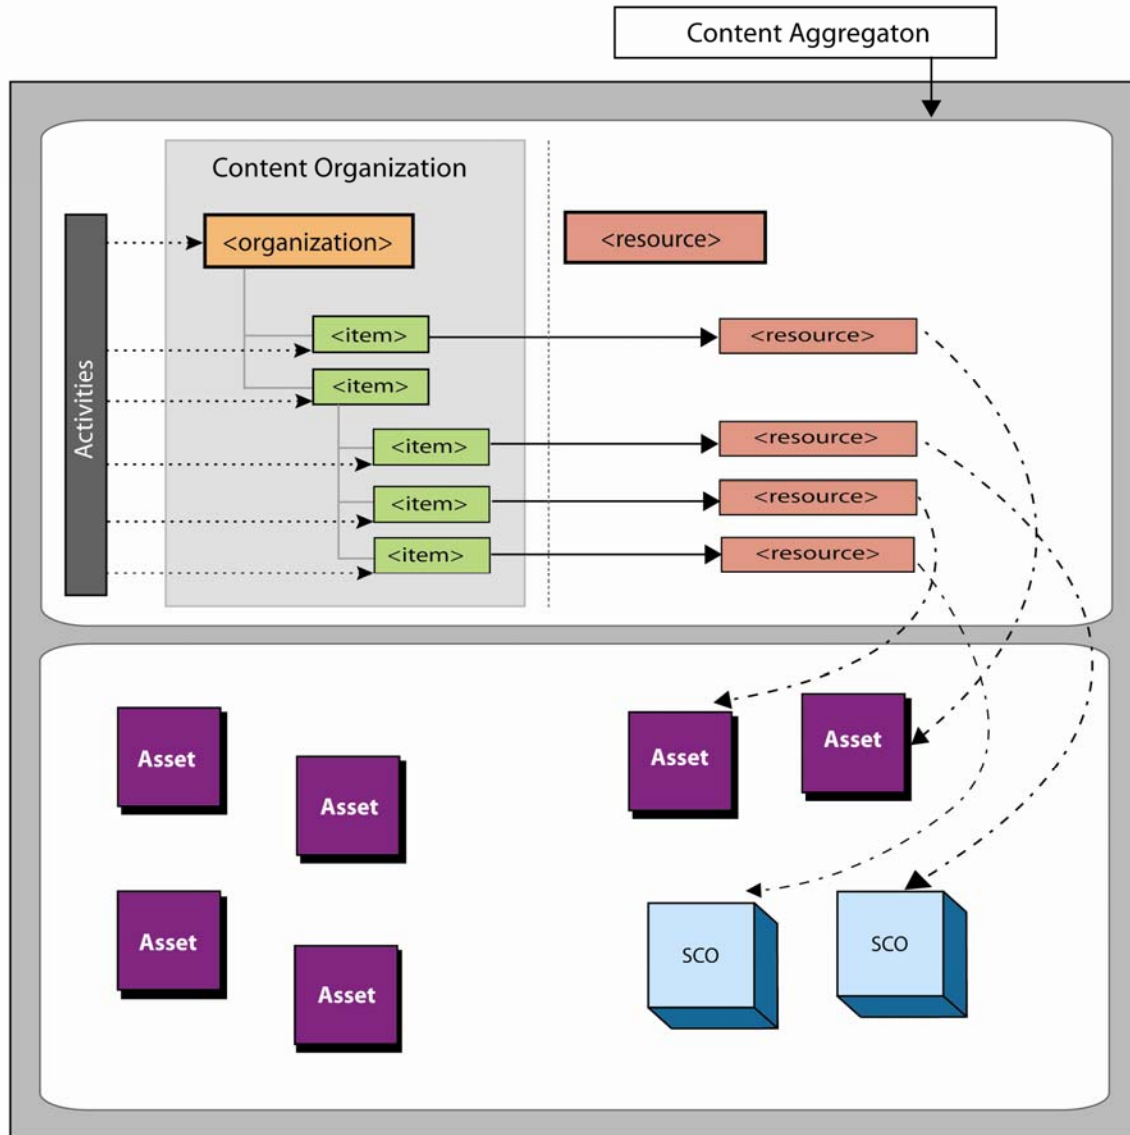 Content Aggregaton
Content Organization
Activities
<organization>
<resource>
<item>
<resource>
<item>
<item>
<resource>
<item>
<resource>
<item>
<resource>
Asset
Asset
Asset
Asset
Asset
Asset
SCO
SCO